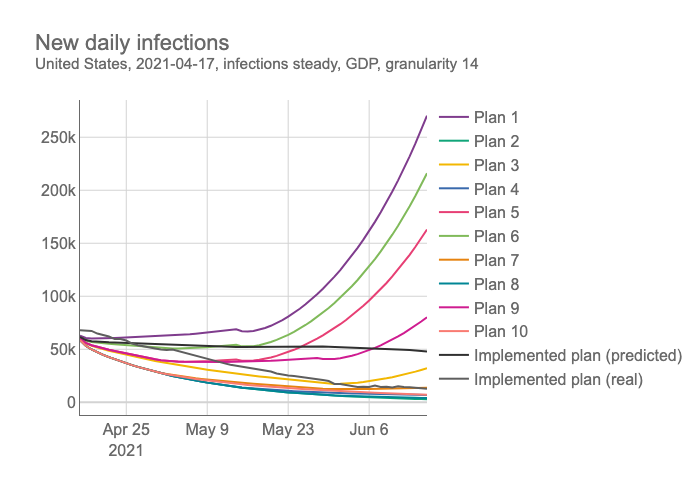 New daily infections
United States, 2021-04-17, infections steady, GDP, granularity 14
250k
200k
150k
100k
50k
0
Apr 25
2021
May 9
May 23
Jun 6
Plan 1
Plan 2
Plan 3
Plan 4
Plan 5
Plan 6
Plan 7
Plan 8
Plan 9
Plan 10
Implemented plan (predicted)
Implemented plan (real)